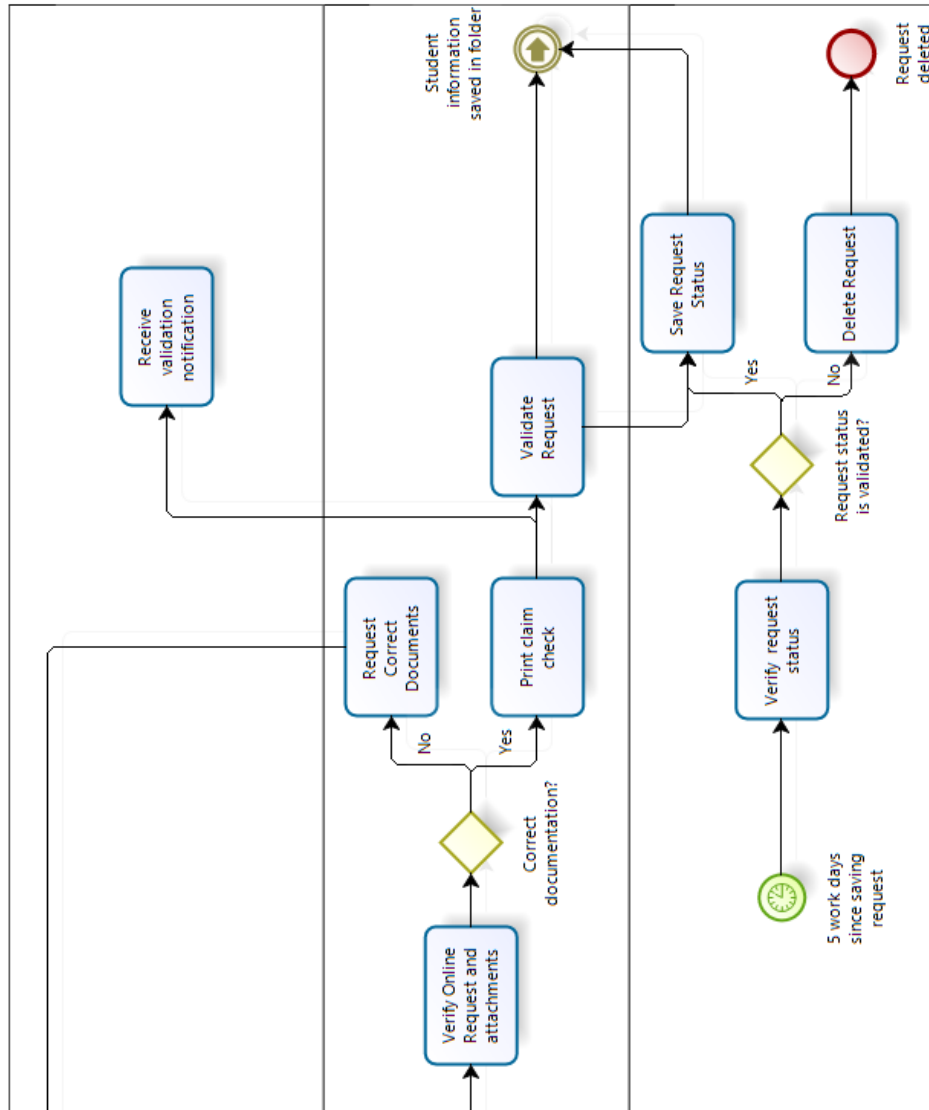 Student
information
saved in folder
Request
deleted
Receive
validation
notification
Save Request
Status
Delete Request
Validate
Request
Yes
No
Request status
is validated?
Request
Correct
Documents
Print claim
check
Verify request
status
No
Yes
Correct
documentation?
5 work days
since saving
request
Verify Online
Request and
attachments